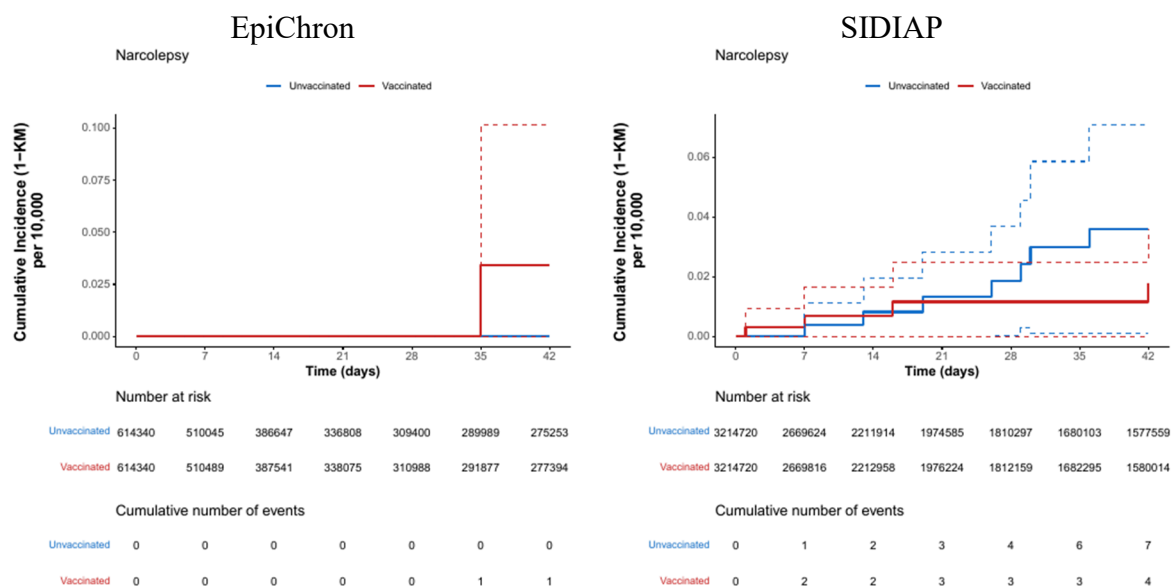 EpiChron
Narcolepsy
Unvaccinated Vaccinated
Cumulative Incidence (1−KM)
per 10,000
0.100
0.075
0.050
0.025
0.000
0 7 14 21 28 35 42
Time (days)
Number at risk
Unvaccinated 614340 510045 386647 336808 309400 289989 275253
Vaccinated 614340 510489 387541 338075 310988 291877 277394
Cumulative number of events
Unvaccinated 0 0 0 0 0 0 0
Vaccinated 0 0 0 0 0 1 1
SIDIAP
Narcolepsy
Unvaccinated Vaccinated
Cumulative Incidence (1−KM)
per 10,000
0.06
0.04
0.02
0.00
0 7 14 21 28 35 42
Time (days)
Number at risk
Unvaccinated 3214720 2669624 2211914 1974585 1810297 1680103 1577559
Vaccinated 3214720 2669816 2212958 1976224 1812159 1682295 1580014
Cumulative number of events
Unvaccinated 0 1 2 3 4 6 7
Vaccinated 0 2 2 3 3 3 4